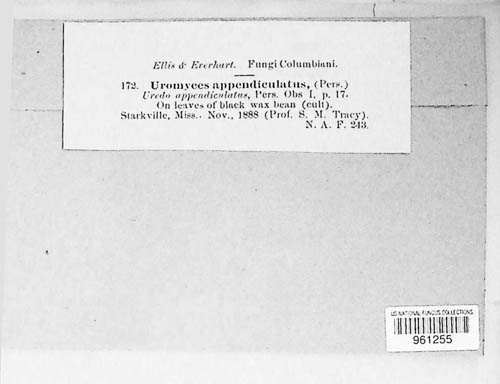 Ellis & Everhart. Fungi Columbiani.
172. Uromyces appendiculatus, (Pers.)
Uredo appendiculatus, Pers. Obs I, p. 17.
On leaves of black wax bean (cult).
Starkville, Miss.. Nov., 1888 (Prof. S. M. Tracy).
N. A. F. 243.
US NATIONAL FUNGUS COLLECTIONS
961255